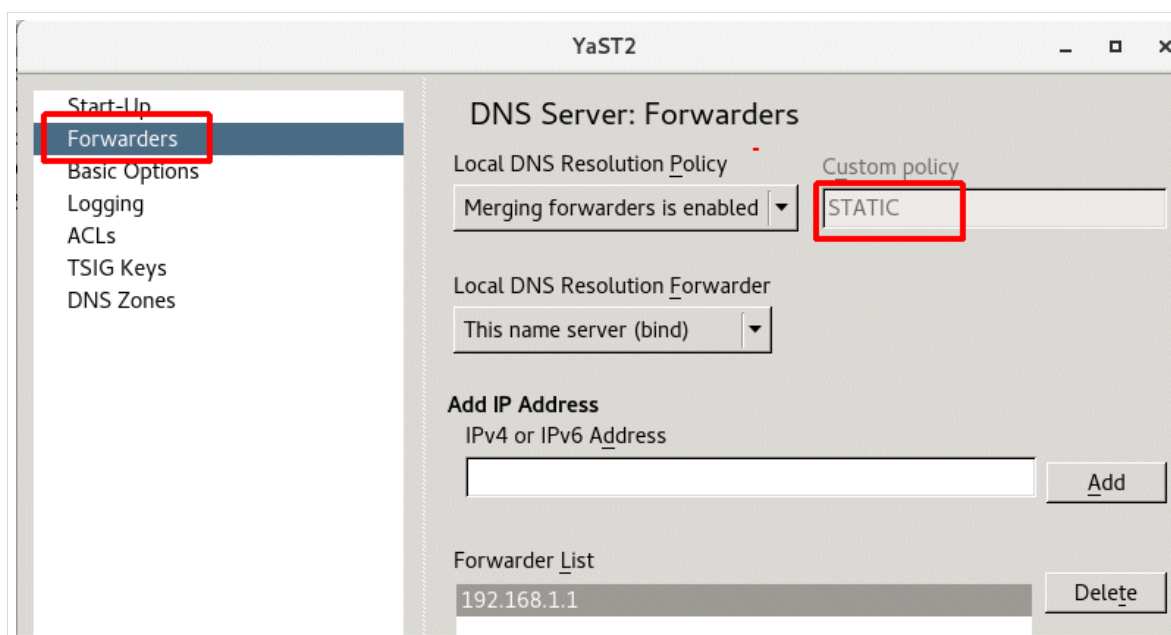 YaST2
Start-Up
Forwarders
Basic Options
Logging
ACLs
TSIG Keys
DNS Zones
DNS Server: Forwarders
Local DNS Resolution Policy
Custom policy
Merging forwarders is enabled
STATIC
Local DNS Resolution Forwarder
This name server (bind)
Add IP Address
IPv4 or IPv6 Address
Add
Forwarder List
192.168.1.1
Delete